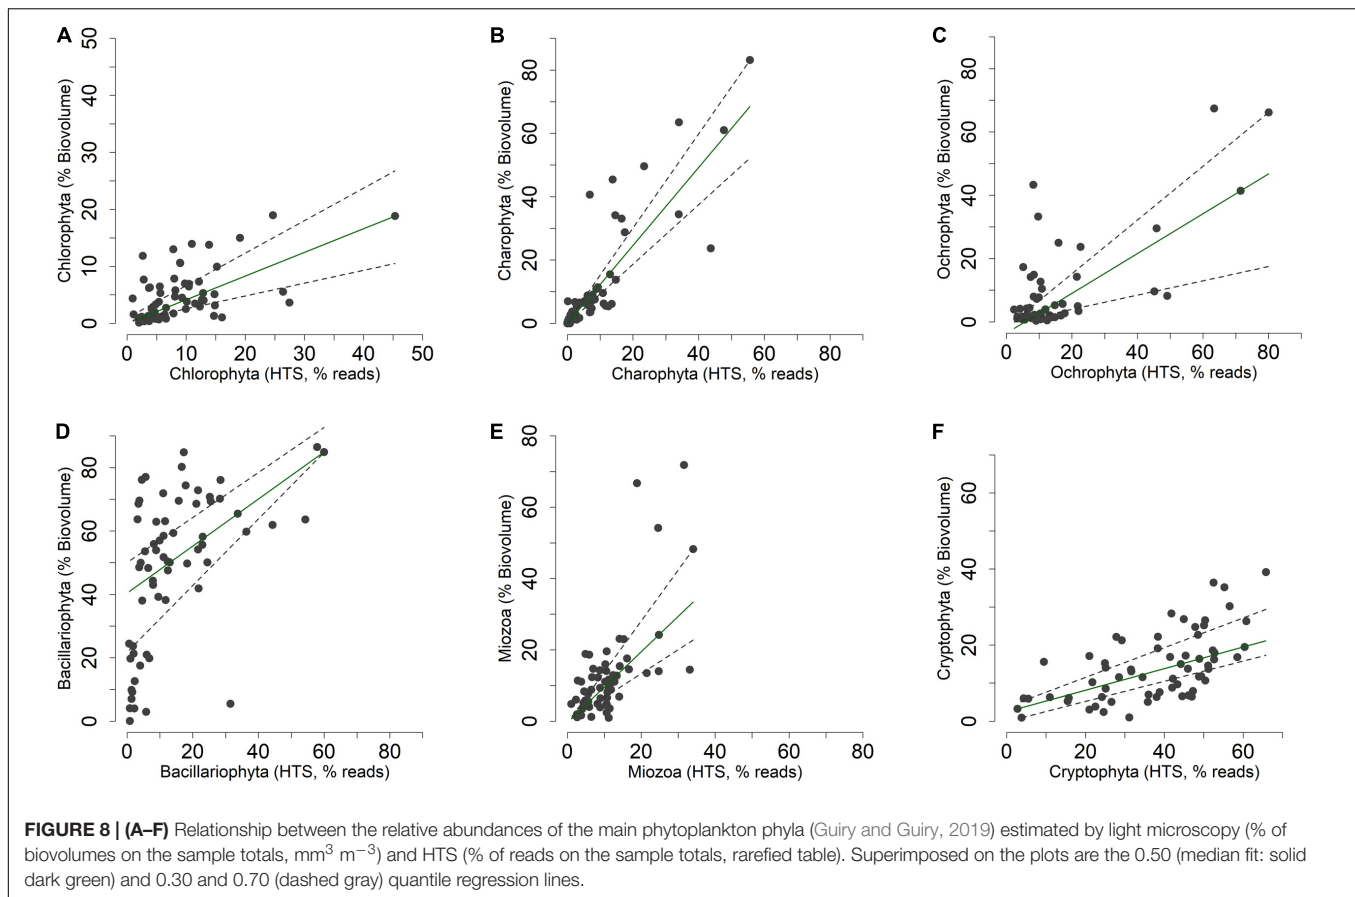 A
Chlorophyta (% Biovolume)
0 10 20 30 40 50
0 10 20 30 40 50
Chlorophyta (HTS, % reads)
B
Charophyta (% Biovolume)
0 20 40 60 80
0 20 40 60 80
Charophyta (HTS, % reads)
C
Ochrophyta (% Biovolume)
0 20 40 60 80
0 20 40 60 80
Ochrophyta (HTS, % reads)
D
Bacillariophyta (% Biovolume)
0 20 40 60 80
0 20 40 60 80
Bacillariophyta (HTS, % reads)
E
Miozoa (% Biovolume)
0 20 40 60 80
0 20 40 60 80
Miozoa (HTS, % reads)
F
Cryptophyta (% Biovolume)
0 20 40 60
0 20 40 60
Cryptophyta (HTS, % reads)
FIGURE 8 | (A–F) Relationship between the relative abundances of the main phytoplankton phyla (Guiry and Guiry, 2019) estimated by light microscopy (% of
biovolumes on the sample totals, mm³ m⁻³) and HTS (% of reads on the sample totals, rarefied table). Superimposed on the plots are the 0.50 (median fit: solid
dark green) and 0.30 and 0.70 (dashed gray) quantile regression lines.